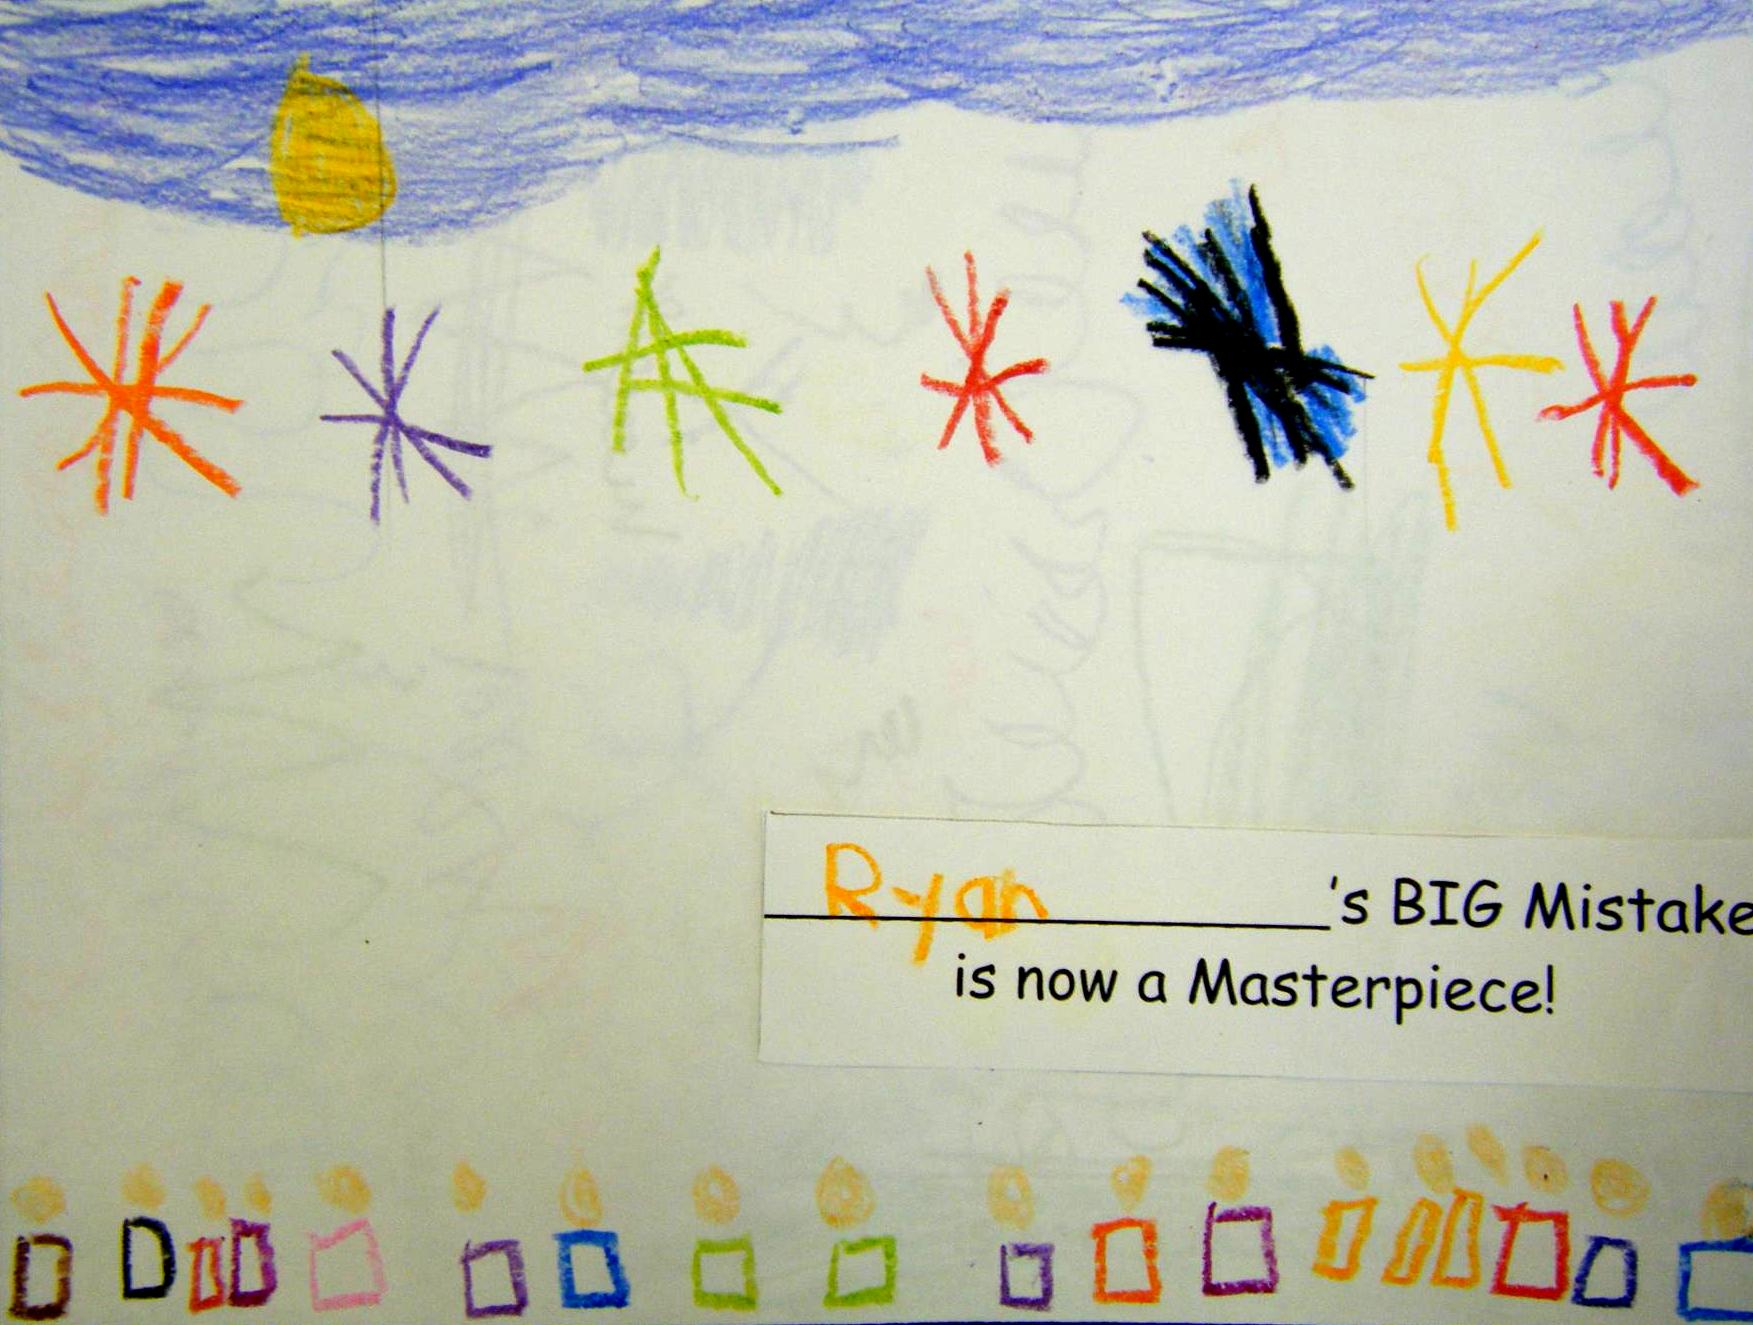 Ryan's BIG Mistake
is now a Masterpiece!